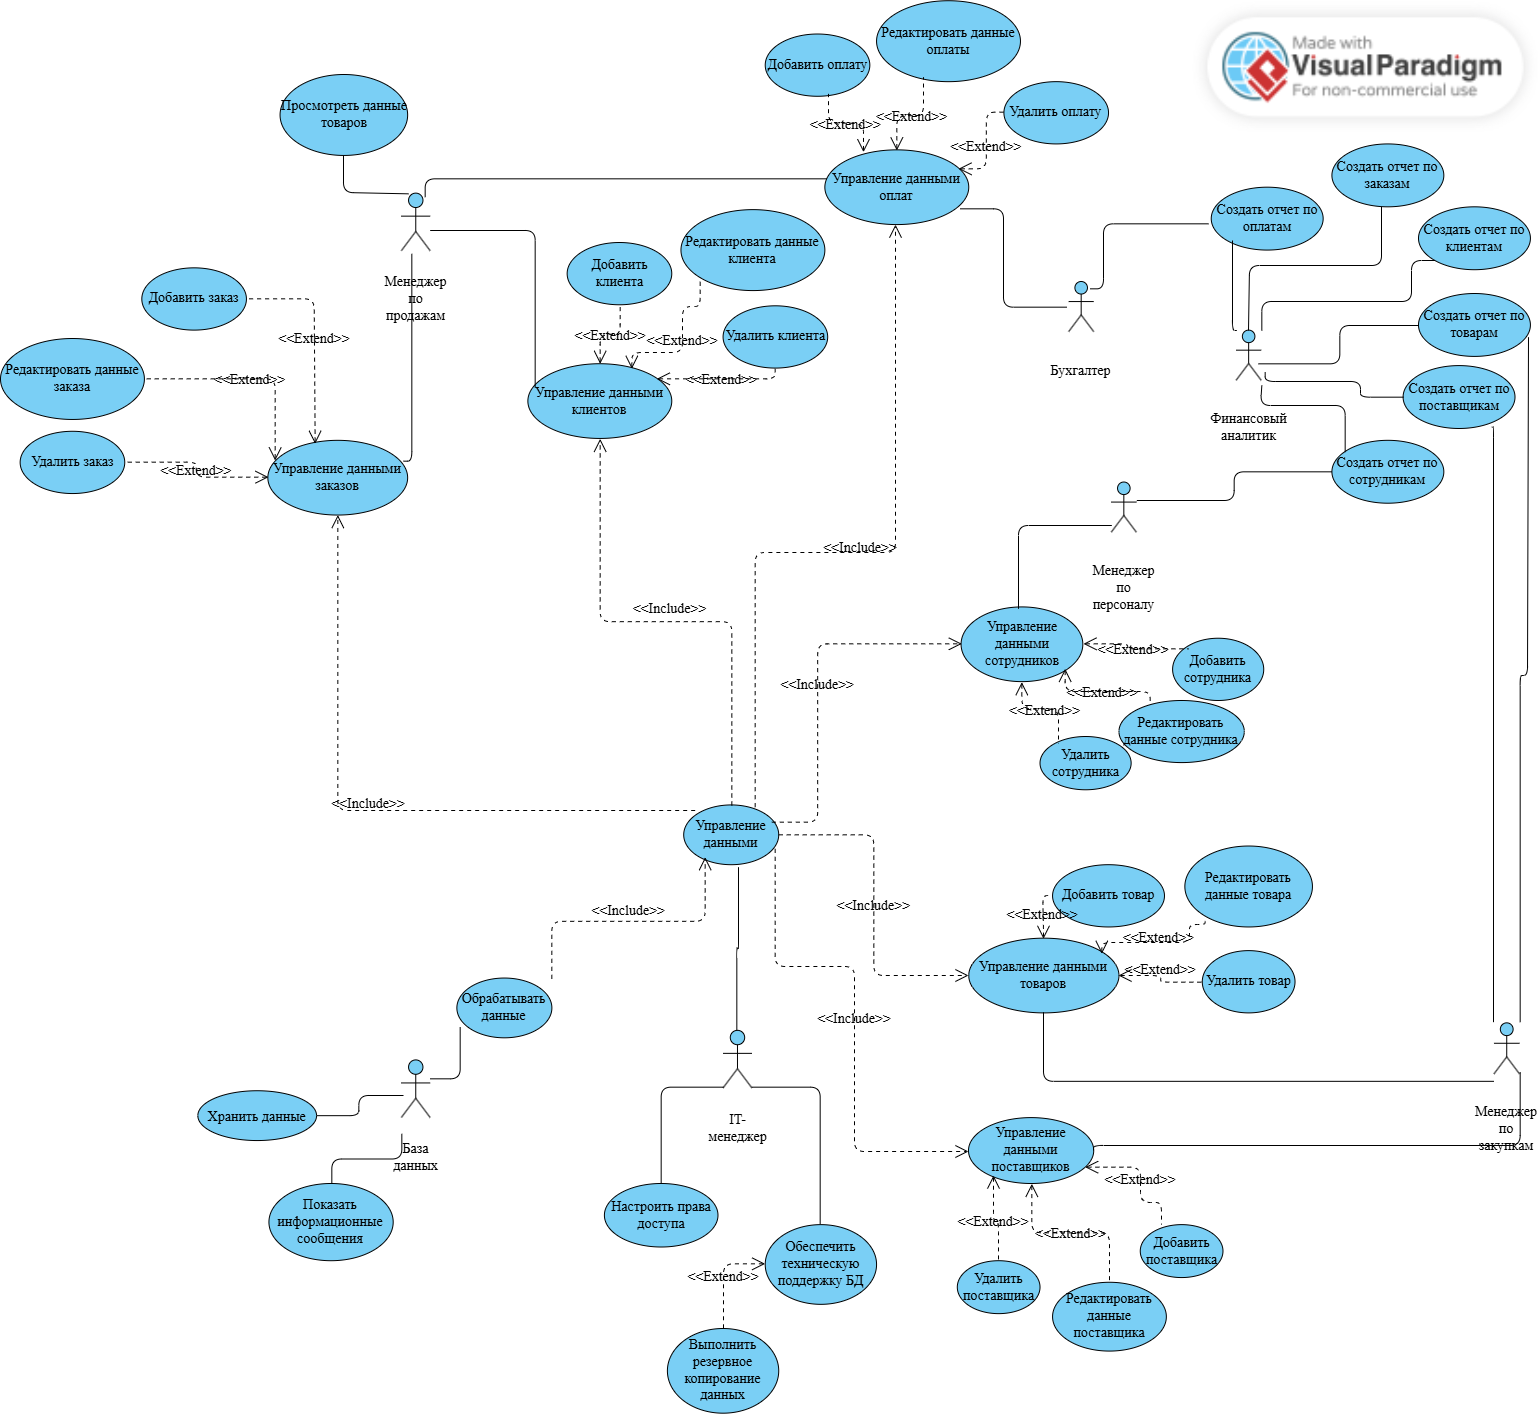 Made with
Visual Paradigm
For non-commercial use
Редактировать данные
оплаты
Добавить оплату
Удалить оплату
<<Extend>>
<<Extend>>
<<Extend>>
Просмотреть данные
товаров
Управление данными
оплат
Создать отчет по
заказам
Создать отчет по
оплатам
Создать отчет по
клиентам
Создать отчет по
товарам
Создать отчет по
поставщикам
Создать отчет по
сотрудникам
Менеджер
по
продажам
Бухгалтер
Финансовый
аналитик
Добавить
клиента
Редактировать данные
клиента
Удалить клиента
<<Extend>>
<<Extend>>
<<Extend>>
Управление данными
клиентов
Добавить заказ
<<Extend>>
Редактировать данные
заказа
<<Extend>>
Удалить заказ
<<Extend>>
Управление данными
заказов
Менеджер
по
персоналу
<<Include>>
<<Include>>
<<Include>>
<<Include>>
Управление
данными
сотрудников
<<Extend>>
Добавить
сотрудника
<<Extend>>
<<Extend>>
Редактировать
данные сотрудника
Удалить
сотрудника
Управление
данными
<<Include>>
<<Include>>
<<Include>>
Добавить товар
Редактировать
данные товара
<<Extend>>
<<Extend>>
<<Extend>>
Управление данными
товаров
Удалить товар
Обрабатывать
данные
Хранить данные
База
данных
Показать
информационные
сообщения
IT-
менеджер
Настроить права
доступа
Обеспечить
техническую
поддержку БД
<<Extend>>
Выполнить
резервное
копирование
данных
Менеджер
по
закупкам
Управление
данными
поставщиков
<<Extend>>
<<Extend>>
<<Extend>>
Добавить
поставщика
Удалить
поставщика
Редактировать
данные
поставщика